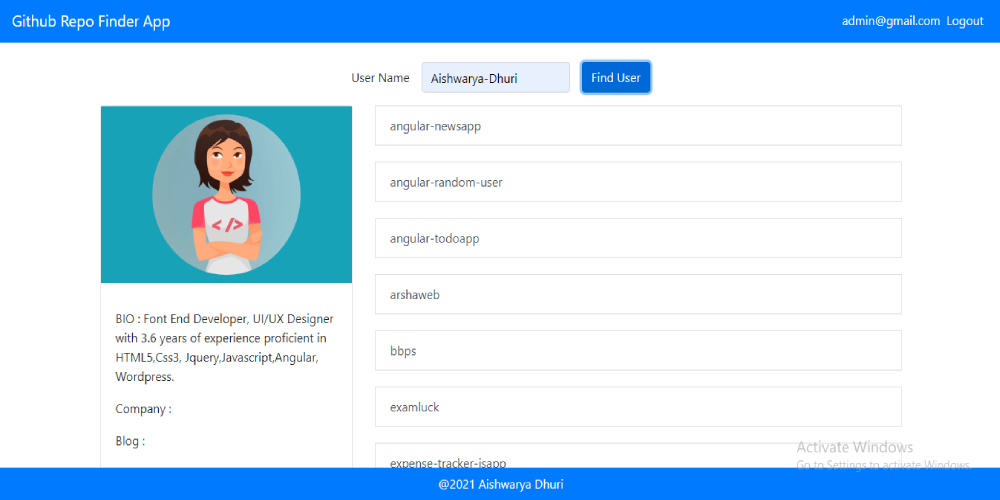 Github Repo Finder App
admin@gmail.com Logout
User Name Aishwarya-Dhuri Find User
</>
BIO : Font End Developer, UI/UX Designer
with 3.6 years of experience proficient in
HTML5,Css3, Jquery,Javascript,Angular,
Wordpress.
Company :
Blog :
angular-newsapp
angular-random-user
angular-todoapp
arshaweb
bbps
examluck
expense-tracker-jsapp
Activate Windows
Go to Settings to activate Windows.
@2021 Aishwarya Dhuri